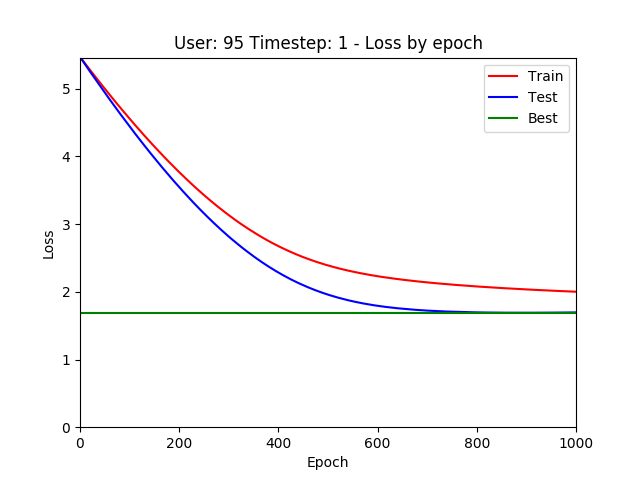 User: 95 Timestep: 1 - Loss by epoch
Train
Test
Best
5
4
3
2
1
0
Loss
0 200 400 600 800 1000
Epoch